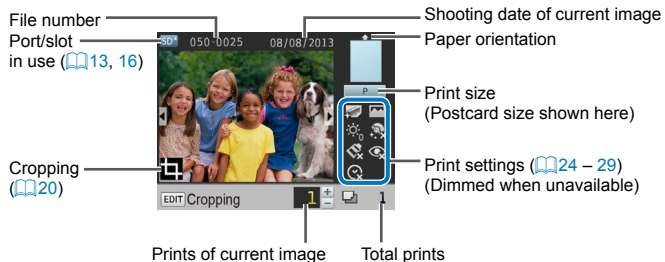 File number
Shooting date of current image
Port/slot
in use (13, 16)
Paper orientation
SD
050-0025
08/08/2013
P
Print size
(Postcard size shown here)
Print settings (24 – 29)
(Dimmed when unavailable)
Cropping
(20)
EDIT Cropping
1
+
−
1
Prints of current image
Total prints